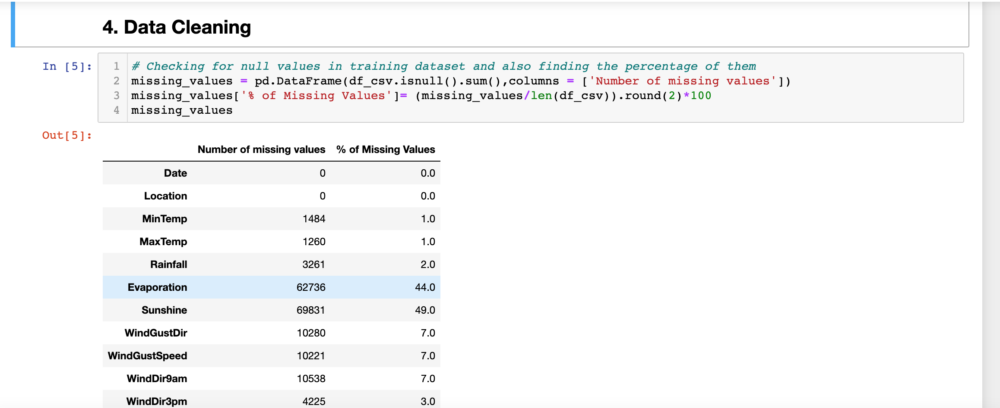 4. Data Cleaning
In [5]:
1 # Checking for null values in training dataset and also finding the percentage of them
2 missing_values = pd.DataFrame(df_csv.isnull().sum(),columns = ['Number of missing values'])
3 missing_values['% of Missing Values']= (missing_values/len(df_csv)).round(2)*100
4 missing_values
Out[5]:
Number of missing values % of Missing Values
Date 0 0.0
Location 0 0.0
MinTemp 1484 1.0
MaxTemp 1260 1.0
Rainfall 3261 2.0
Evaporation 62736 44.0
Sunshine 69831 49.0
WindGustDir 10280 7.0
WindGustSpeed 10221 7.0
WindDir9am 10538 7.0
WindDir3pm 4225 3.0